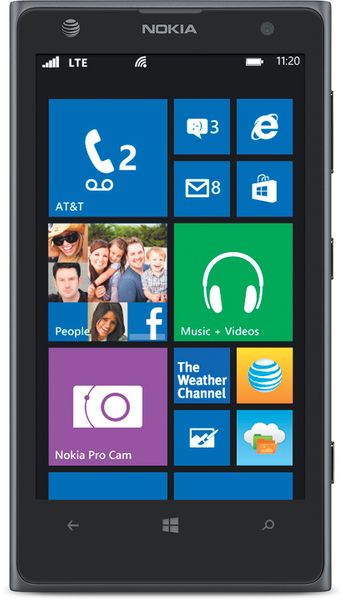 NOKIA
LTE
11:20
2
3
AT&T
8
People
f
Music + Videos
Nokia Pro Cam
The
Weather
Channel